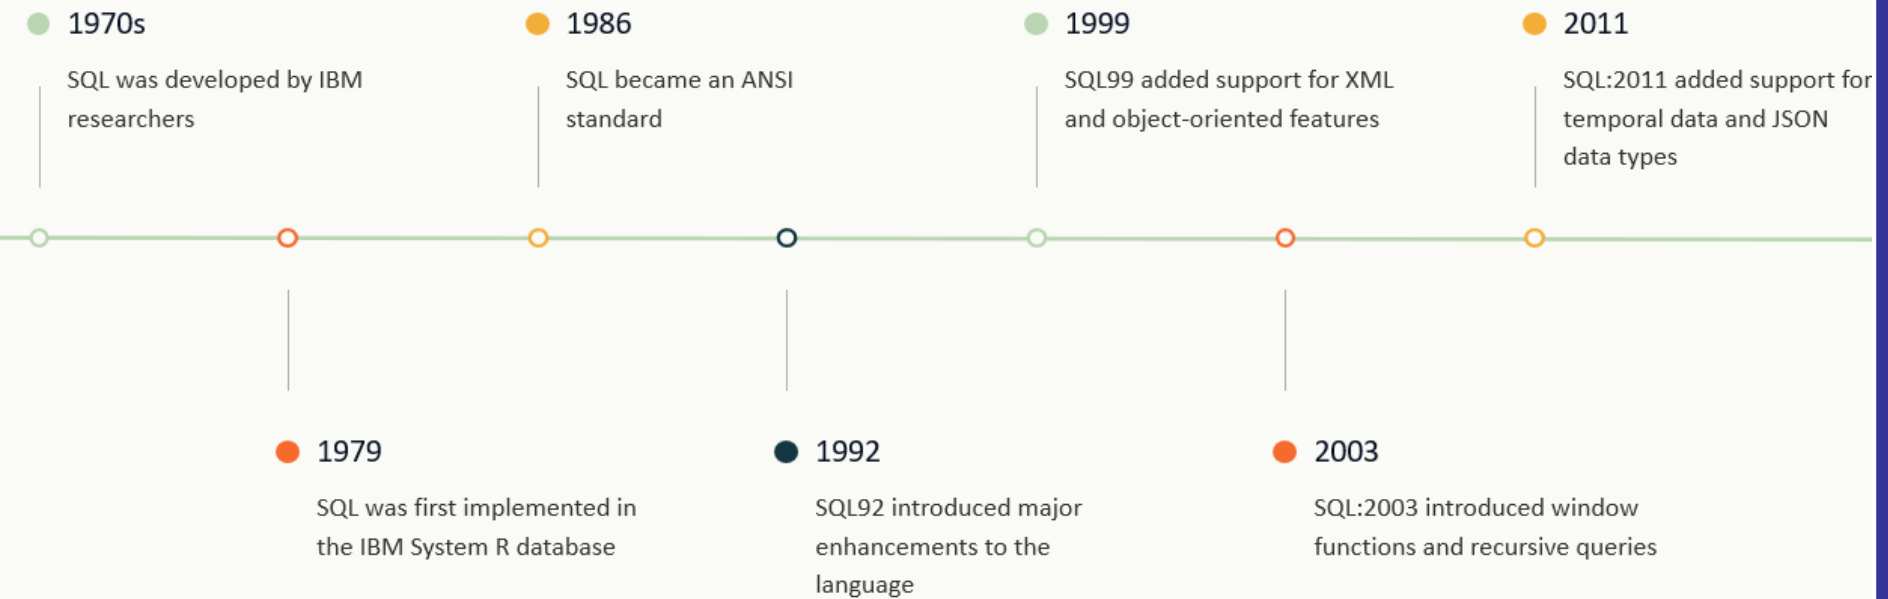 1970s
SQL was developed by IBM
researchers
1986
SQL became an ANSI
standard
1999
SQL99 added support for XML
and object-oriented features
2011
SQL:2011 added support for
temporal data and JSON
data types
1979
SQL was first implemented in
the IBM System R database
1992
SQL92 introduced major
enhancements to the
language
2003
SQL:2003 introduced window
functions and recursive queries